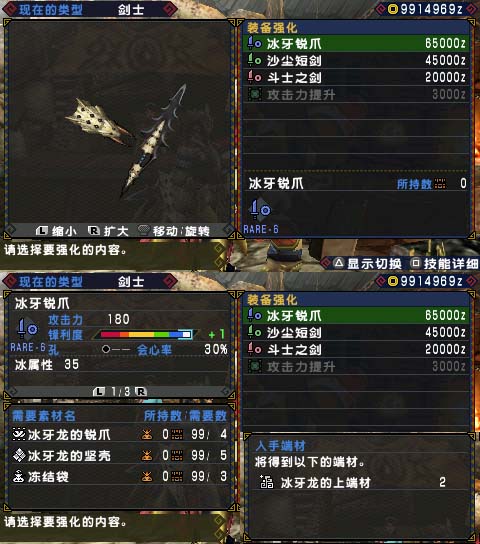 现在的类型 剑士
9914969z
装备强化
冰牙锐爪 65000z
沙尘短剑 45000z
斗士之剑 20000z
攻击力提升 3000z
冰牙锐爪 所持数 0
RARE-6
L 缩小 R 扩大 移动/旋转
请选择要强化的内容。
△显示切换 □技能详细
现在的类型 剑士
9914969z
冰牙锐爪
攻击力 180
锋利度 +1
RARE-6 孔 ●—— 会心率 30%
冰属性 35
L 1/3 R
需要素材名 所持数/需要数
冰牙龙的锐爪 0 99/ 4
冰牙龙的坚壳 0 99/ 5
冻结袋 0 99/ 3
请选择要强化的内容。
装备强化
冰牙锐爪 65000z
沙尘短剑 45000z
斗士之剑 20000z
攻击力提升 3000z
入手端材
将得到以下的端材。
冰牙龙的上端材 2